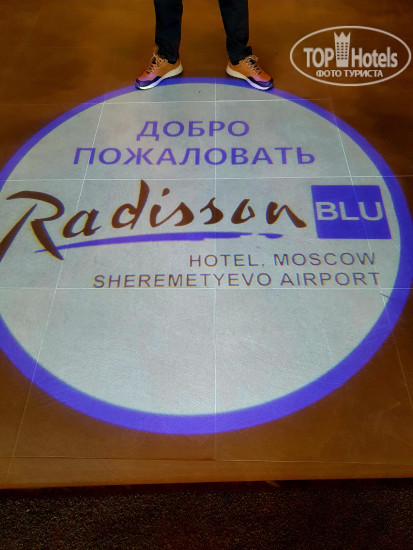 TOP Hotels
ФОТО ТУРИСТА
ДОБРО
ПОЖАЛОВАТЬ
Radisson BLU
HOTEL, MOSCOW
SHEREMETYEVO AIRPORT